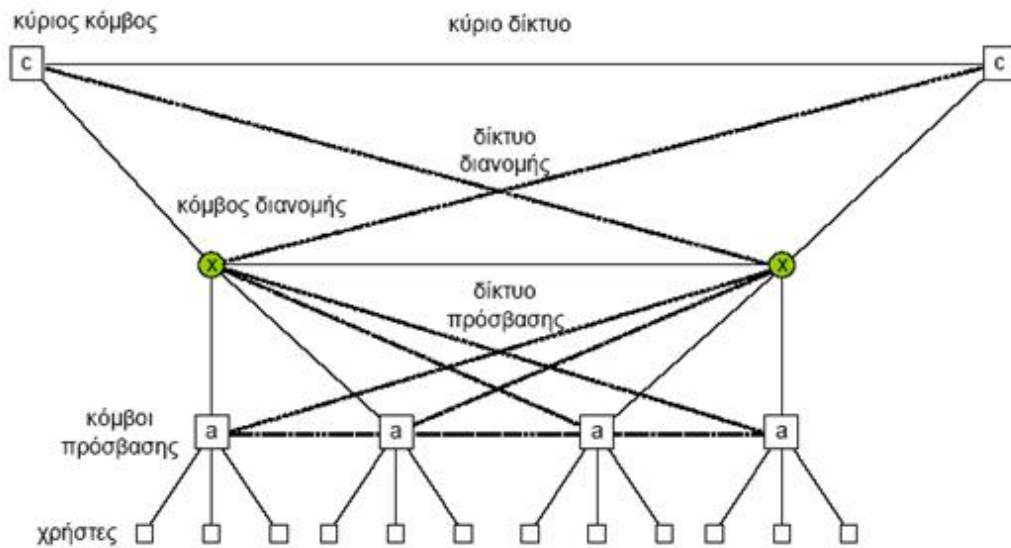 κύριος κόμβος
κύριο δίκτυο
c
c
δίκτυο
διανομής
κόμβος διανομής
x
x
δίκτυο
πρόσβασης
κόμβοι
πρόσβασης
a
a
a
a
χρήστες